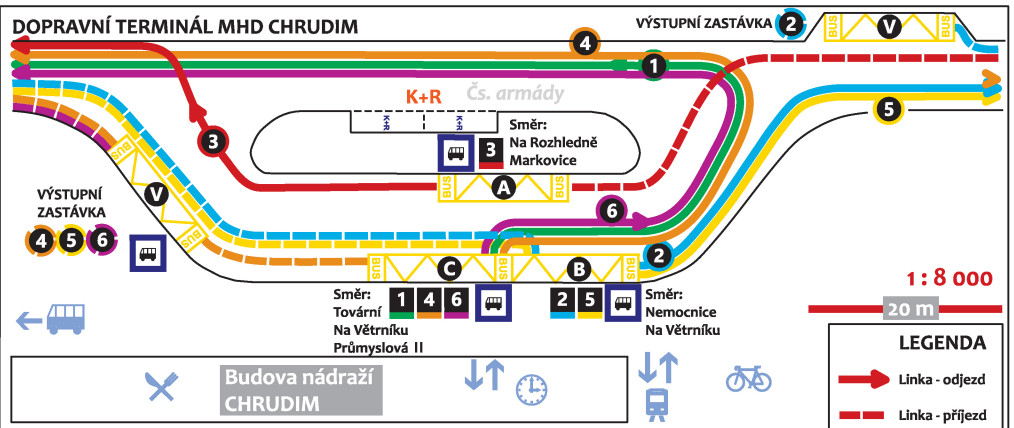 DOPRAVNÍ TERMINÁL MHD CHRUDIM
VÝSTUPNÍ ZASTÁVKA 2
BUS V BUS
4
1
K+R
Čs. armády
K+R K+R
5
3
3
Směr:
Na Rozhledně
Markovice
BUS A BUS
BUS
V
BUS
VÝSTUPNÍ
ZASTÁVKA
4 5 6
6
2
BUS C BUS B BUS
Směr:
Tovární
Na Větrníku
Průmyslová II
1 4 6
2 5
Směr:
Nemocnice
Na Větrníku
1 : 8 000
20 m
LEGENDA
Linka - odjezd
Linka - příjezd
Budova nádraží
CHRUDIM